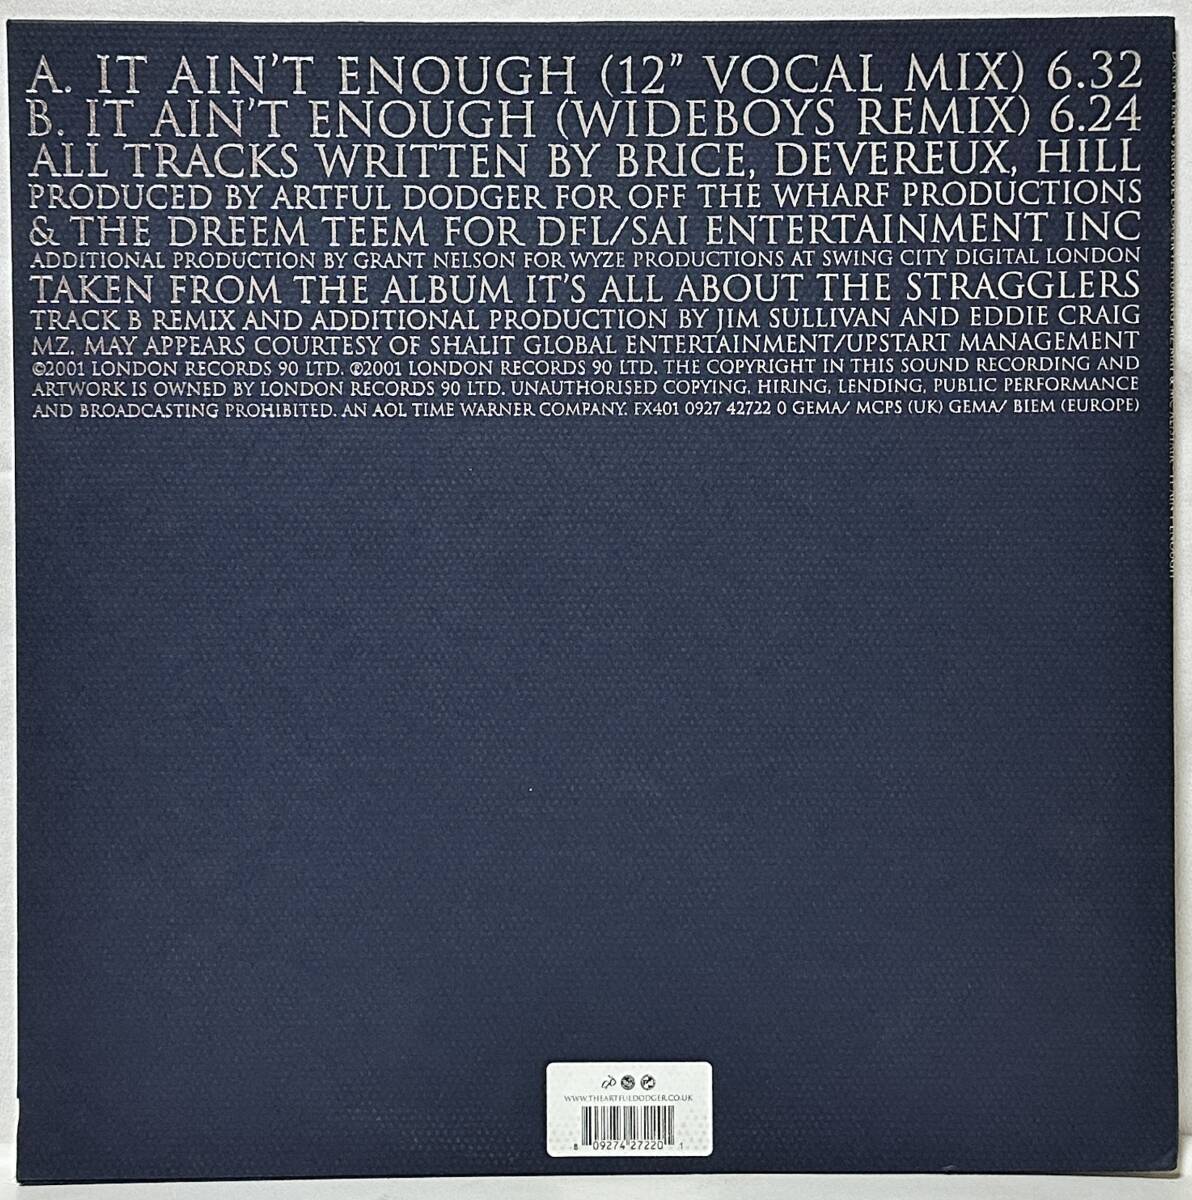 A. IT AIN'T ENOUGH (12" VOCAL MIX) 6.32
B. IT AIN'T ENOUGH (WIDEBOYS REMIX) 6.24
ALL TRACKS WRITTEN BY BRICE, DEVEREUX, HILL
PRODUCED BY ARTFUL DODGER FOR OFF THE WHARF PRODUCTIONS
& THE DREEM TEEM FOR DFL/SAI ENTERTAINMENT INC
ADDITIONAL PRODUCTION BY GRANT NELSON FOR WYZE PRODUCTIONS AT SWING CITY DIGITAL LONDON
TAKEN FROM THE ALBUM IT'S ALL ABOUT THE STRAGGLERS
TRACK B REMIX AND ADDITIONAL PRODUCTION BY JIM SULLIVAN AND EDDIE CRAIG
MZ. MAY APPEARS COURTESY OF SHALIT GLOBAL ENTERTAINMENT/UPSTART MANAGEMENT
©2001 LONDON RECORDS 90 LTD. ℗2001 LONDON RECORDS 90 LTD. THE COPYRIGHT IN THIS SOUND RECORDING AND
ARTWORK IS OWNED BY LONDON RECORDS 90 LTD. UNAUTHORISED COPYING, HIRING, LENDING, PUBLIC PERFORMANCE
AND BROADCASTING PROHIBITED. AN AOL TIME WARNER COMPANY. FX401 0927 42722 0 GEMA/ MCPS (UK) GEMA/ BIEM (EUROPE)
WWW.THEARTFULDODGER.CO.UK
8 09274 27220 1